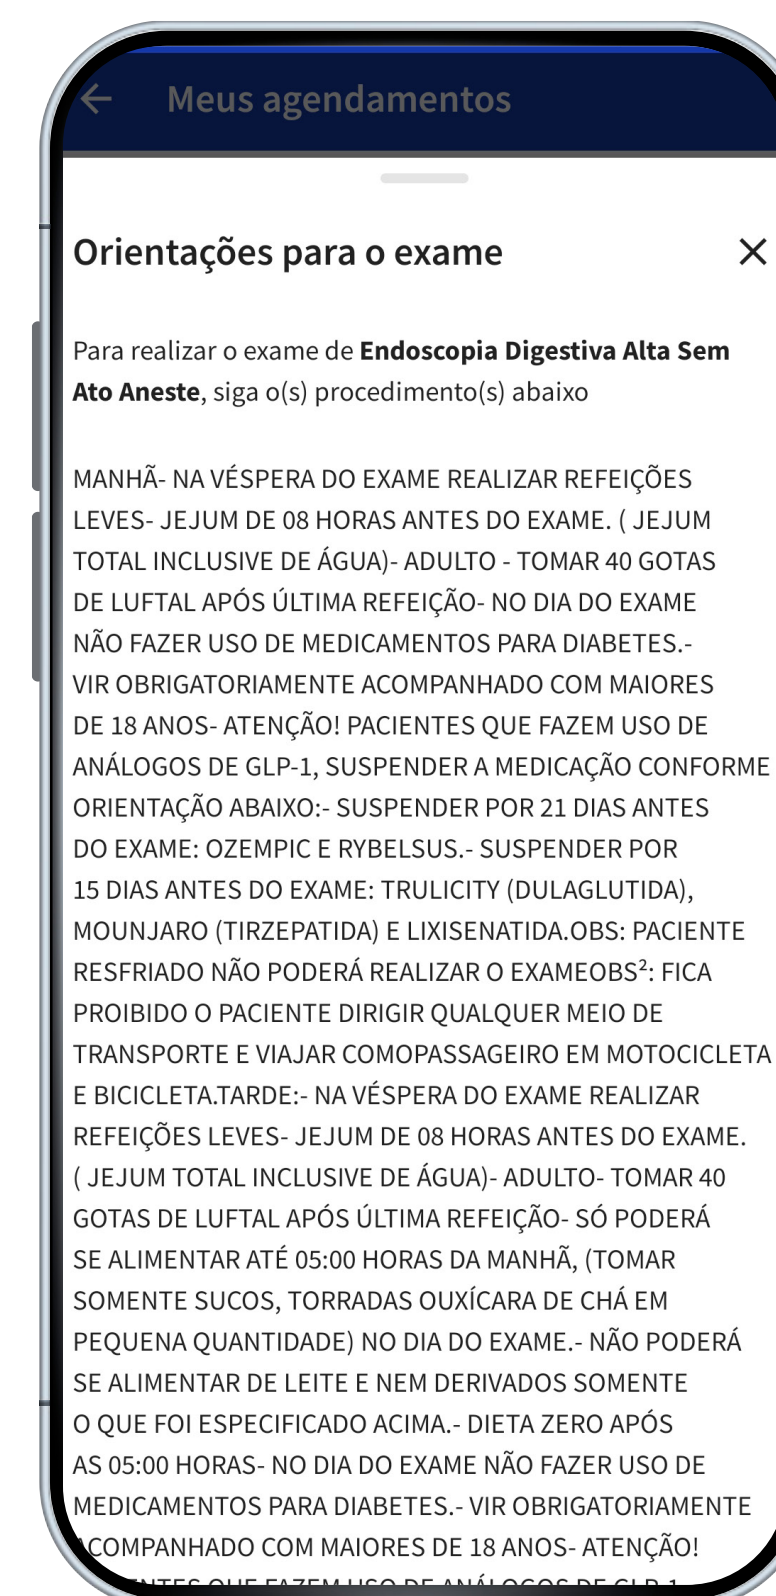 Meus agendamentos
Orientações para o exame
Para realizar o exame de Endoscopia Digestiva Alta Sem
Ato Aneste, siga o(s) procedimento(s) abaixo
MANHÃ- NA VÉSPERA DO EXAME REALIZAR REFEIÇÕES
LEVES- JEJUM DE 08 HORAS ANTES DO EXAME. ( JEJUM
TOTAL INCLUSIVE DE ÁGUA)- ADULTO - TOMAR 40 GOTAS
DE LUFTAL APÓS ÚLTIMA REFEIÇÃO- NO DIA DO EXAME
NÃO FAZER USO DE MEDICAMENTOS PARA DIABETES.-
VIR OBRIGATORIAMENTE ACOMPANHADO COM MAIORES
DE 18 ANOS- ATENÇÃO! PACIENTES QUE FAZEM USO DE
ANÁLOGOS DE GLP-1, SUSPENDER A MEDICAÇÃO CONFORME
ORIENTAÇÃO ABAIXO:- SUSPENDER POR 21 DIAS ANTES
DO EXAME: OZEMPIC E RYBELSUS.- SUSPENDER POR
15 DIAS ANTES DO EXAME: TRULICITY (DULAGLUTIDA),
MOUNJARO (TIRZEPATIDA) E LIXISENATIDA.OBS: PACIENTE
RESFRIADO NÃO PODERÁ REALIZAR O EXAMEOBS²: FICA
PROIBIDO O PACIENTE DIRIGIR QUALQUER MEIO DE
TRANSPORTE E VIAJAR COMOPASSAGEIRO EM MOTOCICLETA
E BICICLETA.TARDE:- NA VÉSPERA DO EXAME REALIZAR
REFEIÇÕES LEVES- JEJUM DE 08 HORAS ANTES DO EXAME.
( JEJUM TOTAL INCLUSIVE DE ÁGUA)- ADULTO- TOMAR 40
GOTAS DE LUFTAL APÓS ÚLTIMA REFEIÇÃO- SÓ PODERÁ
SE ALIMENTAR ATÉ 05:00 HORAS DA MANHÃ, (TOMAR
SOMENTE SUCOS, TORRADAS OUXÍCARA DE CHÁ EM
PEQUENA QUANTIDADE) NO DIA DO EXAME.- NÃO PODERÁ
SE ALIMENTAR DE LEITE E NEM DERIVADOS SOMENTE
O QUE FOI ESPECIFICADO ACIMA.- DIETA ZERO APÓS
AS 05:00 HORAS- NO DIA DO EXAME NÃO FAZER USO DE
MEDICAMENTOS PARA DIABETES.- VIR OBRIGATORIAMENTE
ACOMPANHADO COM MAIORES DE 18 ANOS- ATENÇÃO!
QUE FAZEM USO DE ANÁLOGOS DE GLP-1